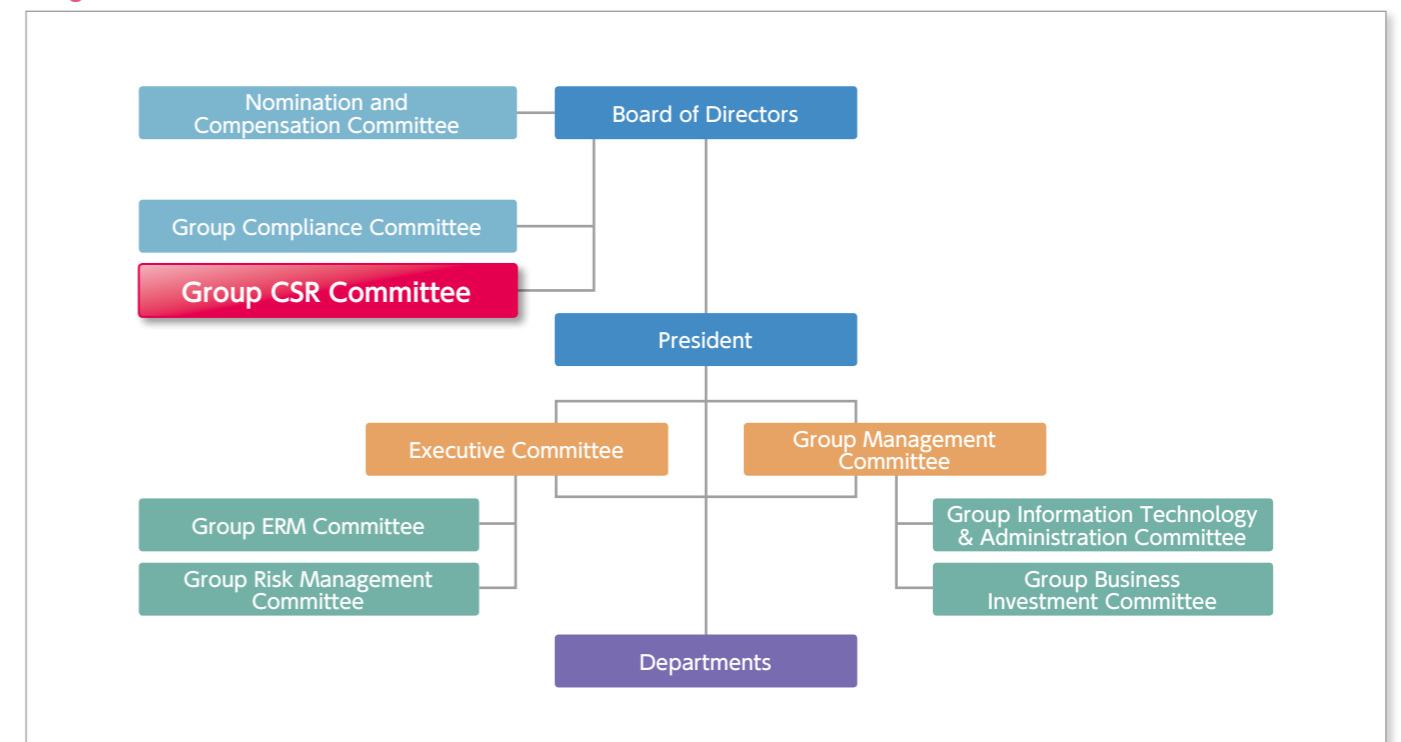 Nomination and
Compensation Committee
Board of Directors
Group Compliance Committee
Group CSR Committee
President
Executive Committee
Group Management
Committee
Group ERM Committee
Group Information Technology
& Administration Committee
Group Risk Management
Committee
Group Business
Investment Committee
Departments